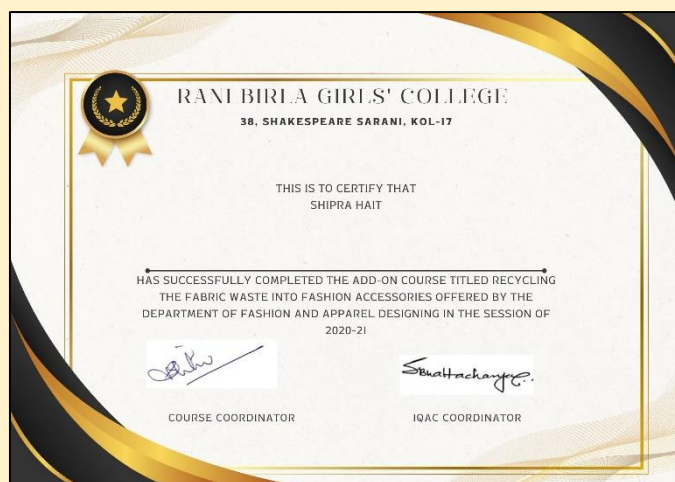 RANI BIRLA GIRLS' COLLEGE
38, SHAKESPEARE SARANI, KOL-17
THIS IS TO CERTIFY THAT
SHIPRA HAIT
HAS SUCCESSFULLY COMPLETED THE ADD-ON COURSE TITLED RECYCLING
THE FABRIC WASTE INTO FASHION ACCESSORIES OFFERED BY THE
DEPARTMENT OF FASHION AND APPAREL DESIGNING IN THE SESSION OF
2020-21
COURSE COORDINATOR
IQAC COORDINATOR